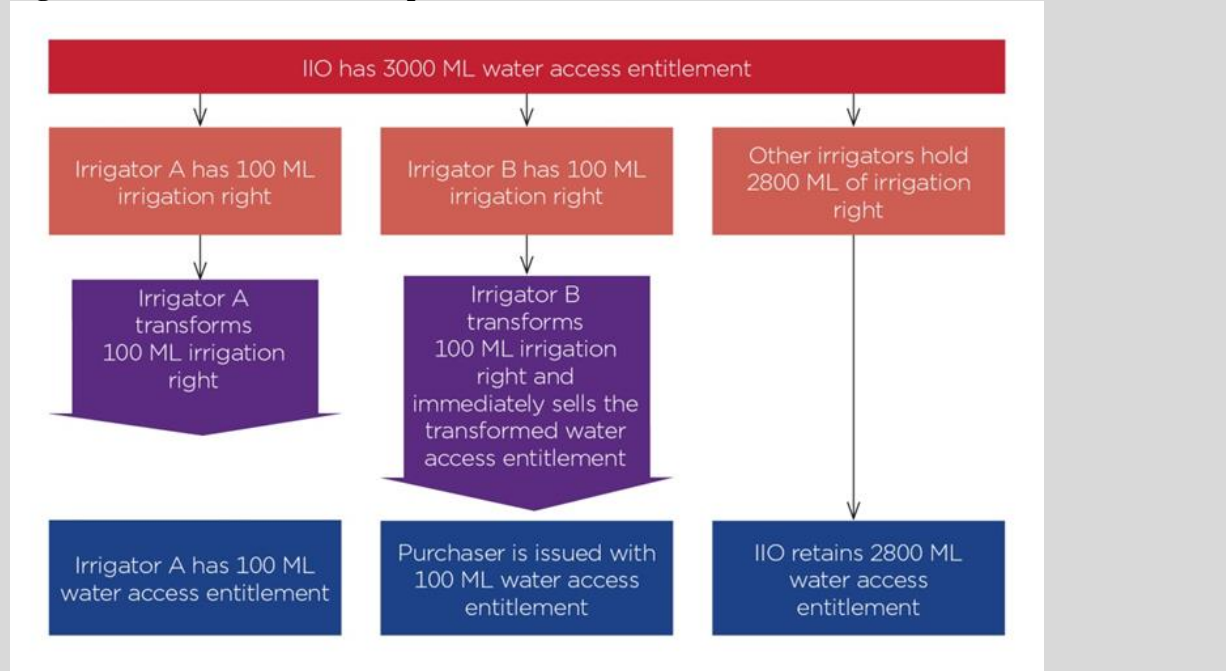 IIO has 3000 ML water access entitlement
Irrigator A has 100 ML
irrigation right
Irrigator B has 100 ML
irrigation right
Other irrigators hold
2800 ML of irrigation
right
Irrigator A
transforms
100 ML irrigation
right
Irrigator B
transforms
100 ML irrigation
right and
immediately sells the
transformed water
access entitlement
Irrigator A has 100 ML
water access entitlement
Purchaser is issued with
100 ML water access
entitlement
IIO retains 2800 ML
water access
entitlement